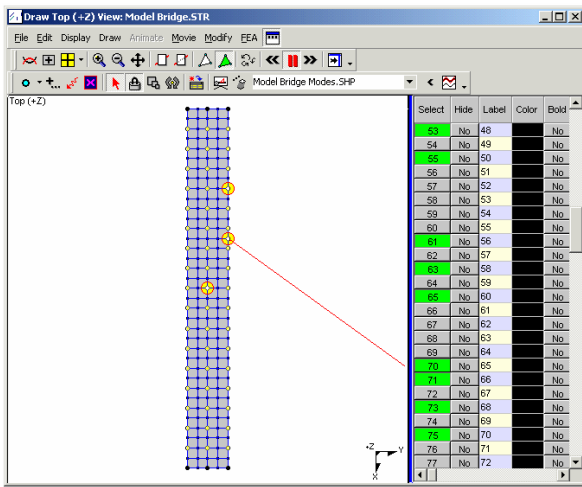 Draw Top (+Z) View: Model Bridge.STR
File Edit Display Draw Animate Movie Modify FEA
Model Bridge Modes.SHP
Top (+Z)
Select Hide Label Color Bold
53 No 48 No
54 No 49 No
55 No 50 No
56 No 51 No
57 No 52 No
58 No 53 No
59 No 54 No
60 No 55 No
61 No 56 No
62 No 57 No
63 No 58 No
64 No 59 No
65 No 60 No
66 No 61 No
67 No 62 No
68 No 63 No
69 No 64 No
70 No 65 No
71 No 66 No
72 No 67 No
73 No 68 No
74 No 69 No
75 No 70 No
76 No 71 No
77 No 72 No
+Z Y
X